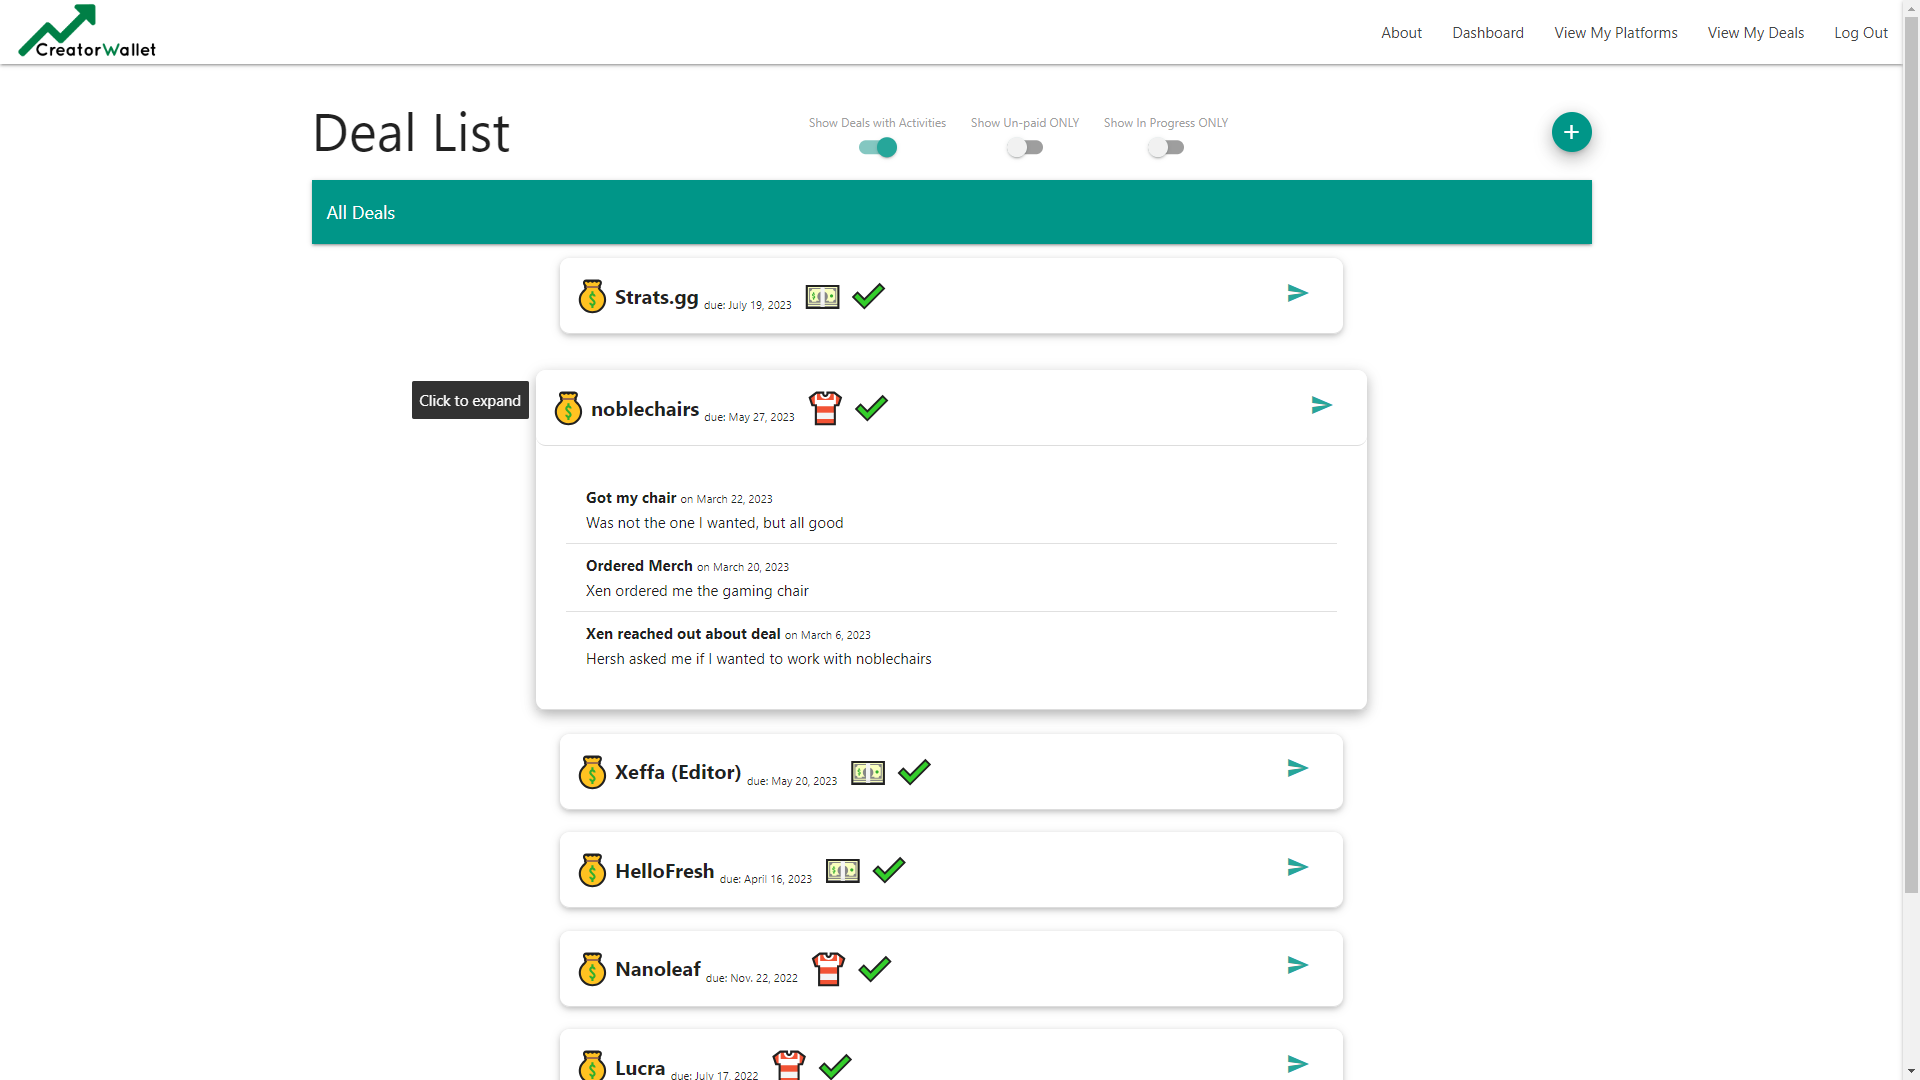 CreatorWallet
About
Dashboard
View My Platforms
View My Deals
Log Out
Deal List
Show Deals with Activities
Show Un-paid ONLY
Show In Progress ONLY
+
All Deals
Strats.gg due: July 19, 2023
Click to expand
noblechairs due: May 27, 2023
Got my chair on March 22, 2023
Was not the one I wanted, but all good
Ordered Merch on March 20, 2023
Xen ordered me the gaming chair
Xen reached out about deal on March 6, 2023
Hersh asked me if I wanted to work with noblechairs
Xeffa (Editor) due: May 20, 2023
HelloFresh due: April 16, 2023
Nanoleaf due: Nov. 22, 2022
Lucra due: July 17, 2022